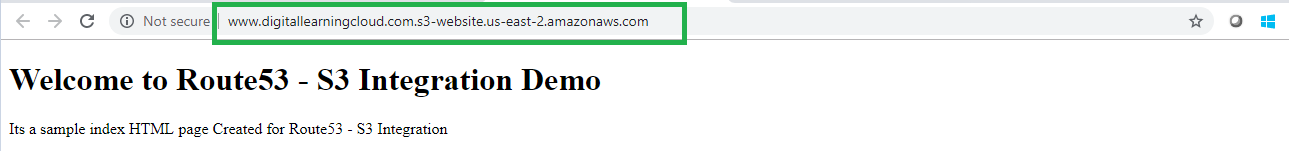 Not secure | www.digitallearningcloud.com.s3-website.us-east-2.amazonaws.com
Welcome to Route53 - S3 Integration Demo
Its a sample index HTML page Created for Route53 - S3 Integration